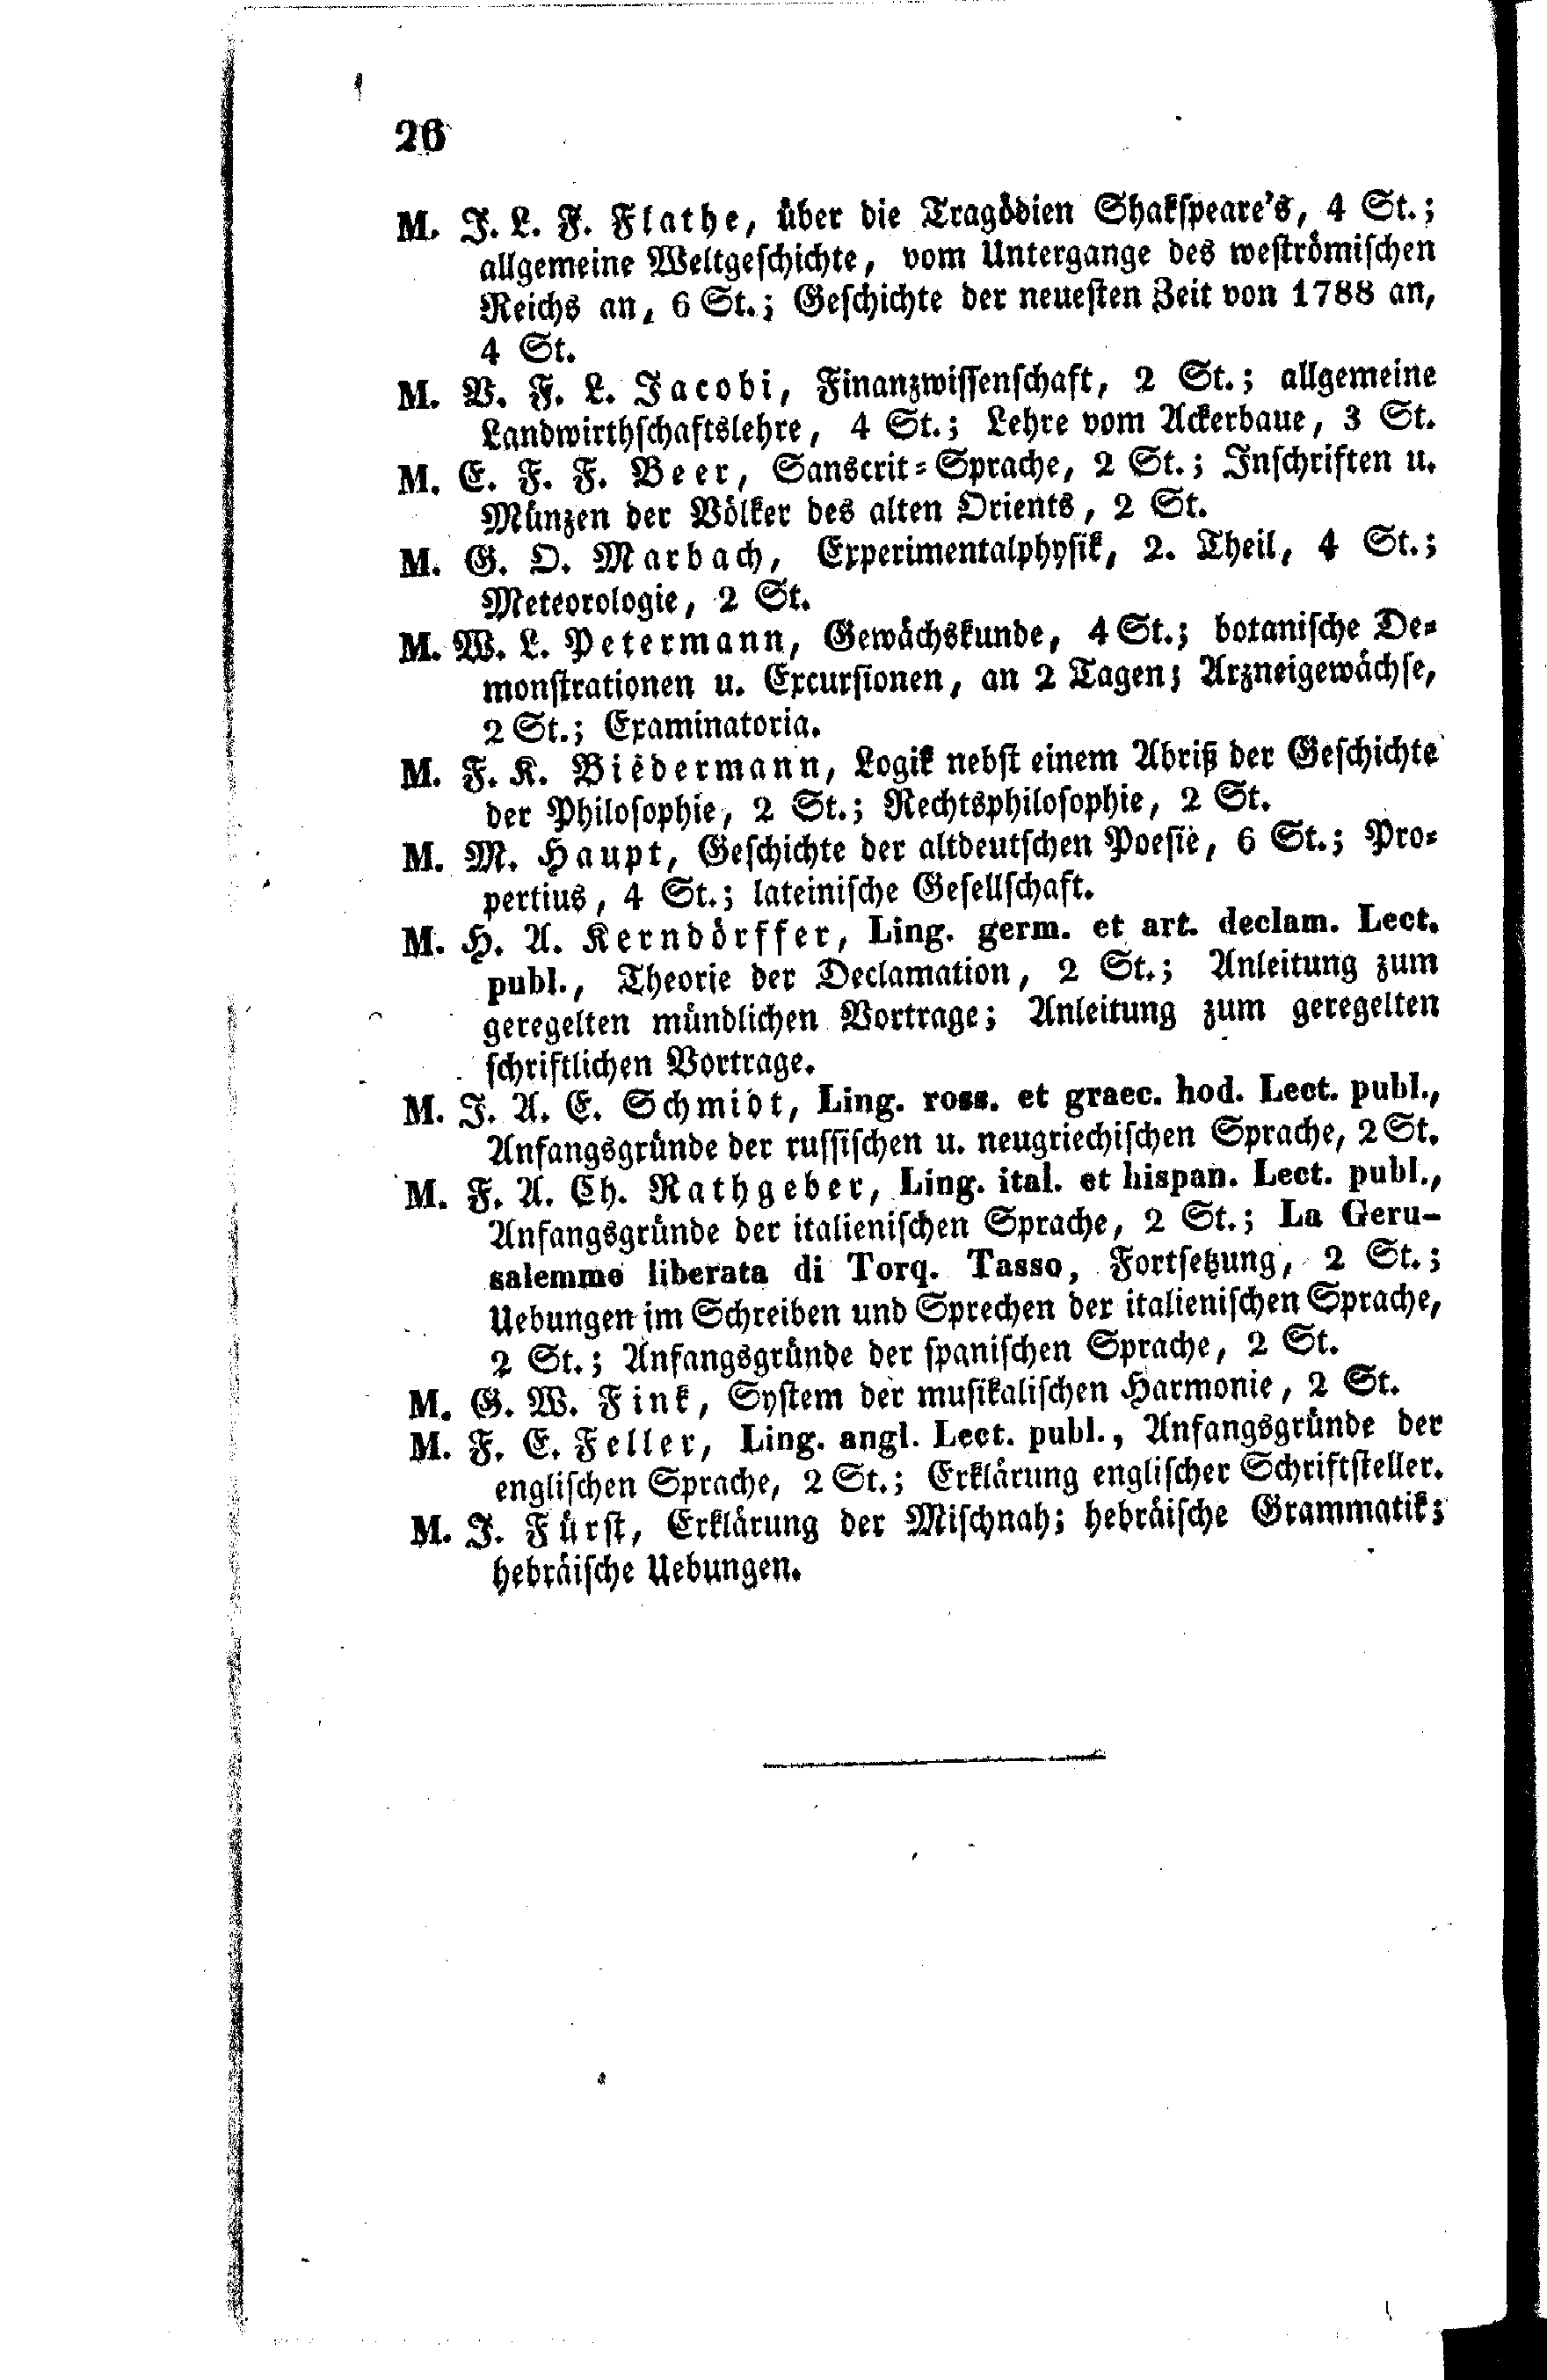 26
M. J. L. F. Flathe, über die Tragödien Shakspeare's, 4 St.;
allgemeine Weltgeschichte, vom Untergange des weströmischen
Reichs an, 6 St.; Geschichte der neuesten Zeit von 1788 an,
4 St.
M. V. F. L. Jacobi, Finanzwissenschaft, 2 St.; allgemeine
Landwirthschaftslehre, 4 St.; Lehre vom Ackerbaue, 3 St.
M. E. F. F. Beer, Sanscrit-Sprache, 2 St.; Inschriften u.
Münzen der Völker des alten Orients, 2 St.
M. G. O. Marbach, Experimentalphysik, 2. Theil, 4 St.;
Meteorologie, 2 St.
M. W. L. Petermann, Gewächskunde, 4 St.; botanische De-
monstrationen u. Excursionen, an 2 Tagen; Arzneigewächse,
2 St.; Examinatoria.
M. F. K. Biedermann, Logik nebst einem Abriß der Geschichte
der Philosophie, 2 St.; Rechtsphilosophie, 2 St.
M. M. Haupt, Geschichte der altdeutschen Poesie, 6 St.; Pro-
pertius, 4 St.; lateinische Gesellschaft.
M. H. A. Kerndörffer, Ling. germ. et art. declam. Lect.
publ., Theorie der Declamation, 2 St.; Anleitung zum
geregelten mündlichen Vortrage; Anleitung zum geregelten
schriftlichen Vortrage.
M. J. A. E. Schmidt, Ling. ross. et graec. hod. Lect. publ.,
Anfangsgründe der russischen u. neugriechischen Sprache, 2 St.
M. F. A. Ch. Rathgeber, Ling. ital. et hispan. Lect. publ.,
Anfangsgründe der italienischen Sprache, 2 St.; La Geru-
salemme liberata di Torq. Tasso, Fortsetzung, 2 St.;
Uebungen im Schreiben und Sprechen der italienischen Sprache,
2 St.; Anfangsgründe der spanischen Sprache, 2 St.
M. G. W. Fink, System der musikalischen Harmonie, 2 St.
M. F. E. Feller, Ling. angl. Lect. publ., Anfangsgründe der
englischen Sprache, 2 St.; Erklärung englischer Schriftsteller.
M. J. Fürst, Erklärung der Mischnah; hebräische Grammatik;
hebräische Uebungen.